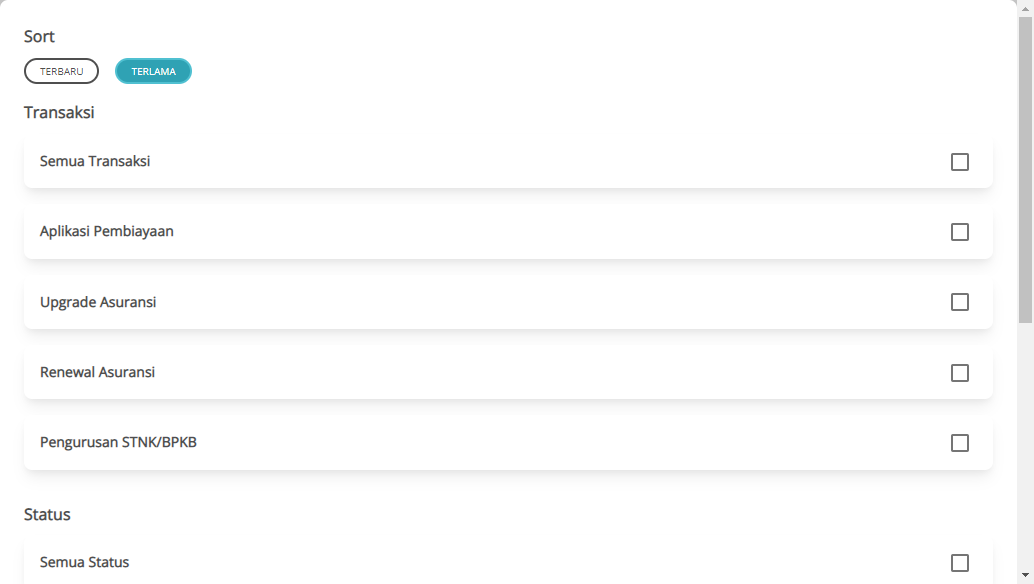 Sort
TERBARU
TERLAMA
Transaksi
Semua Transaksi
Aplikasi Pembiayaan
Upgrade Asuransi
Renewal Asuransi
Pengurusan STNK/BPKB
Status
Semua Status